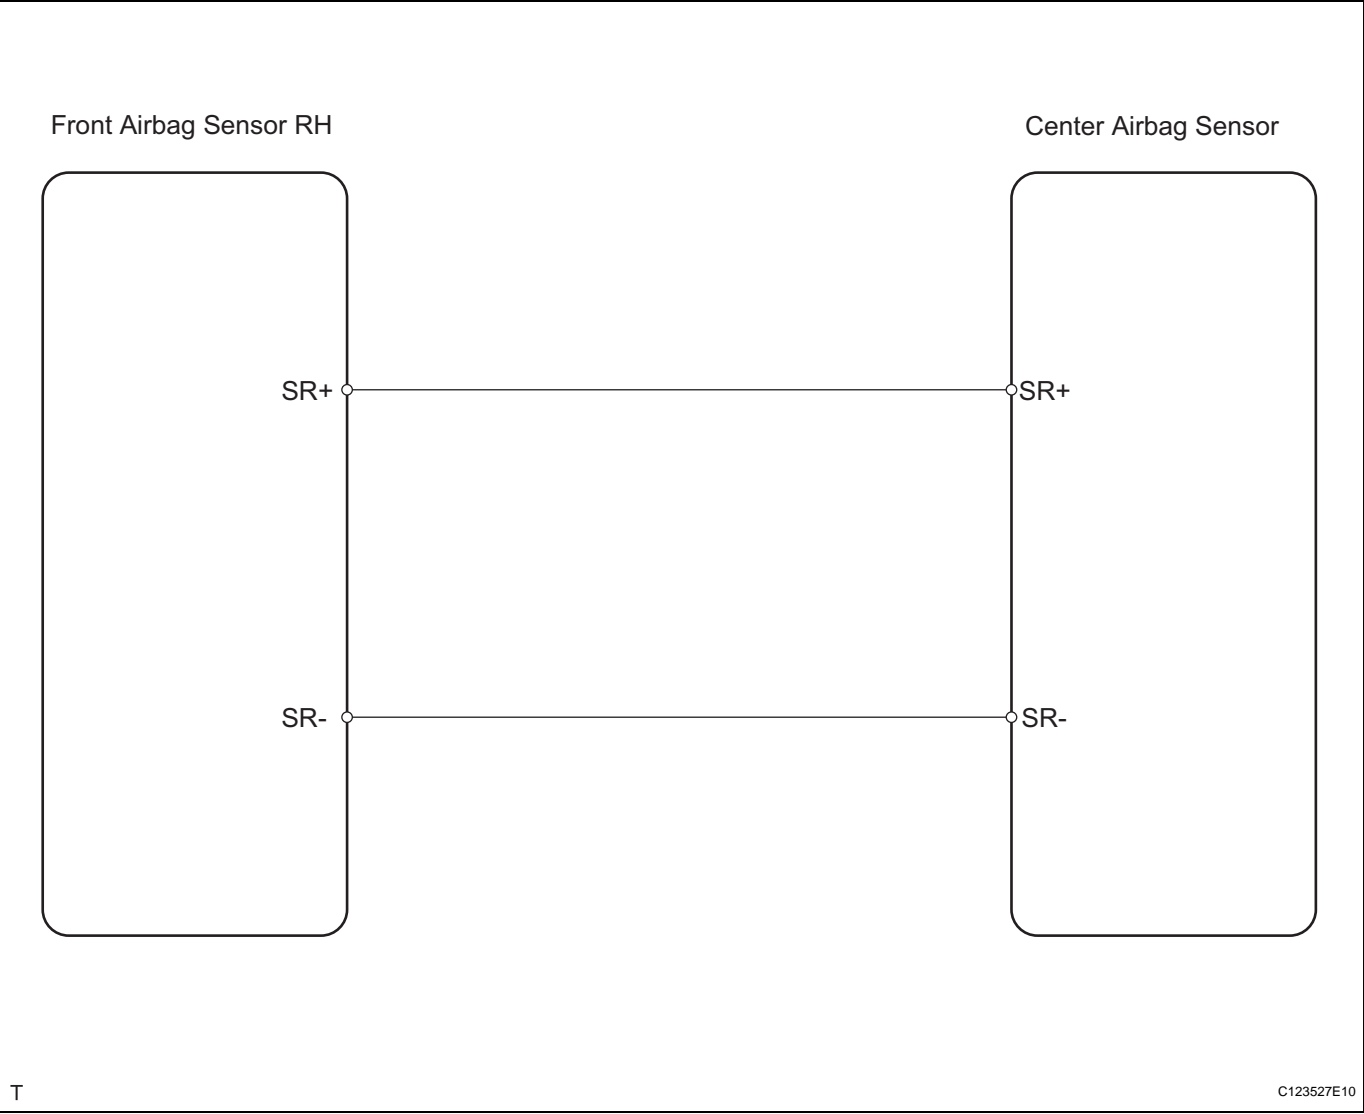 Front Airbag Sensor RH
Center Airbag Sensor
SR+
SR+
SR-
SR-
T
C123527E10